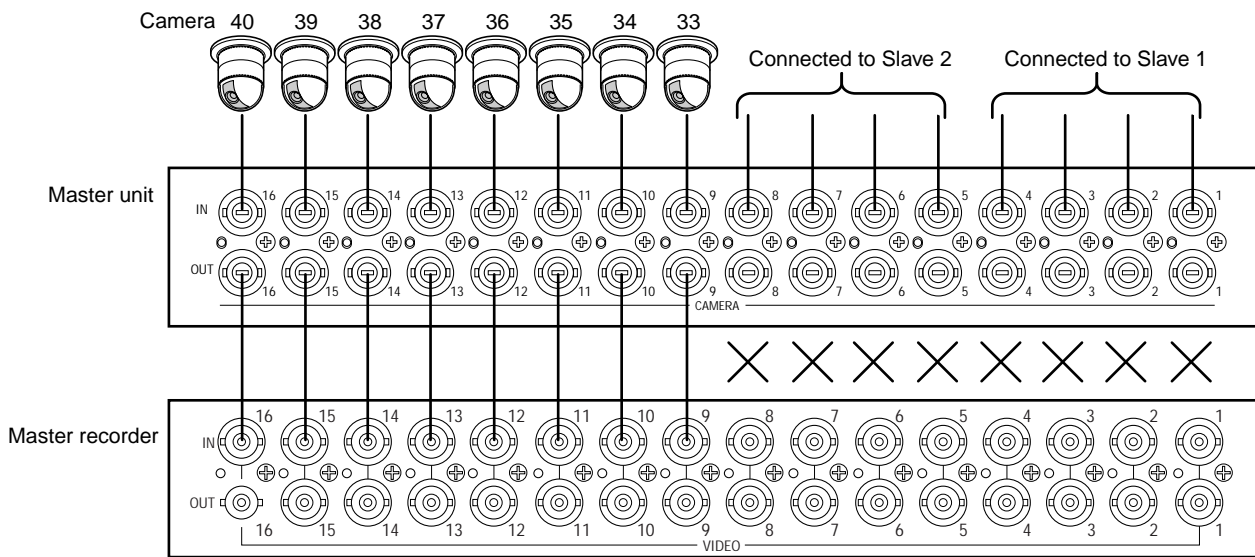 Camera 40 39 38 37 36 35 34 33
Connected to Slave 2 Connected to Slave 1
Master unit
IN 16 15 14 13 12 11 10 9 8 7 6 5 4 3 2 1
OUT 16 15 14 13 12 11 10 9 8 7 6 5 4 3 2 1
CAMERA
Master recorder
IN 16 15 14 13 12 11 10 9 8 7 6 5 4 3 2 1
OUT 16 15 14 13 12 11 10 9 8 7 6 5 4 3 2 1
VIDEO